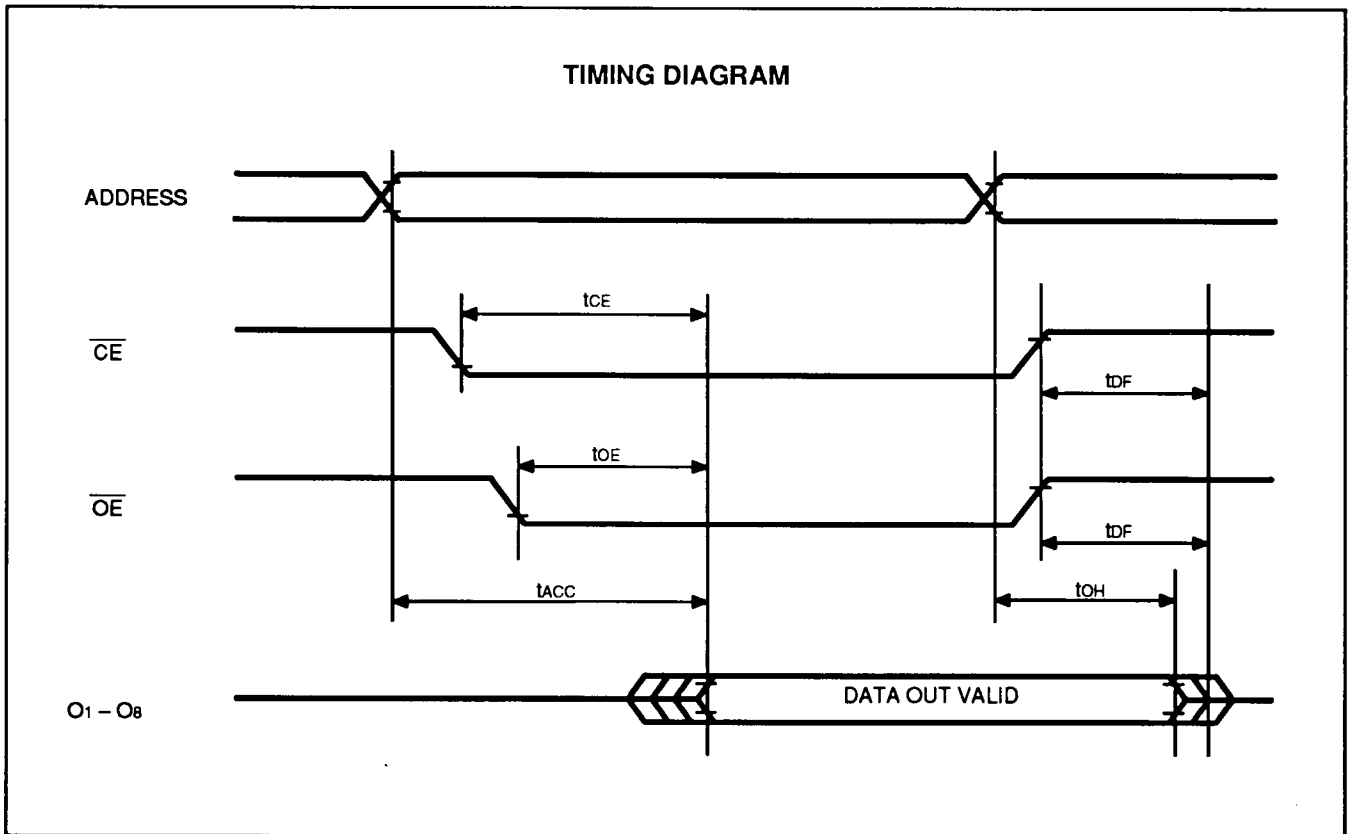 TIMING DIAGRAM
ADDRESS
tCE
CE
tDF
tOE
OE
tDF
tACC
tOH
O1 – O8
DATA OUT VALID